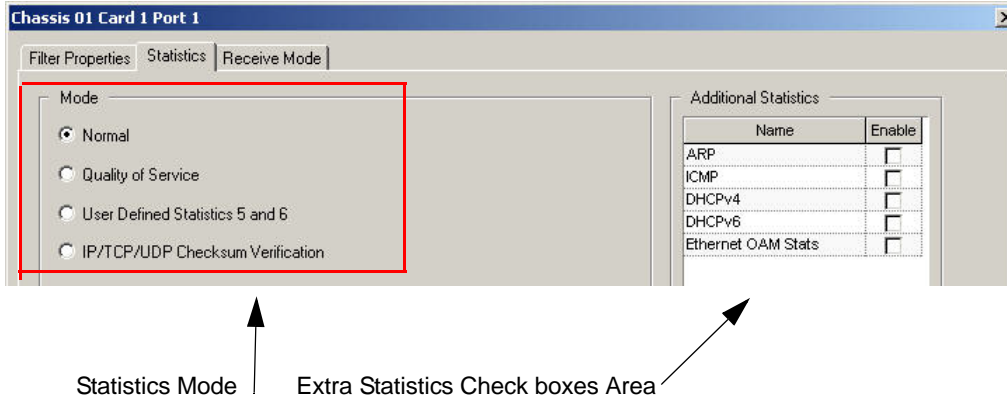 Chassis 01 Card 1 Port 1
Filter Properties Statistics Receive Mode
Mode
Normal
Quality of Service
User Defined Statistics 5 and 6
IP/TCP/UDP Checksum Verification
Additional Statistics
Name Enable
ARP
ICMP
DHCPv4
DHCPv6
Ethernet OAM Stats
Statistics Mode
Extra Statistics Check boxes Area